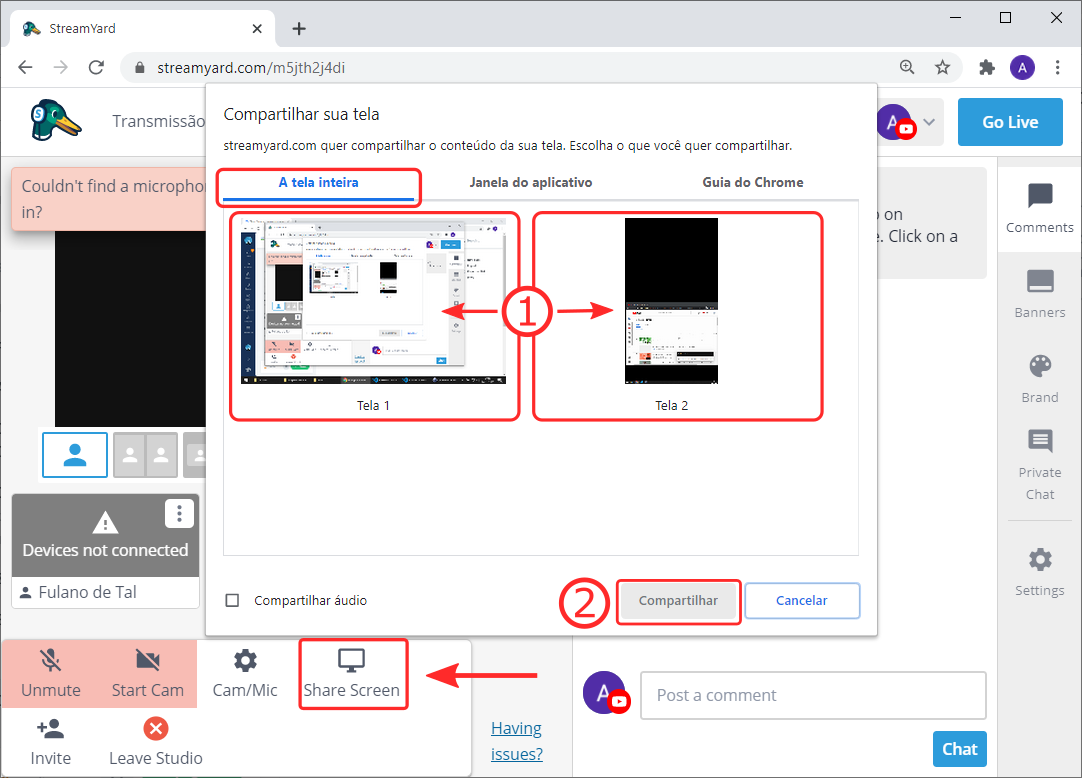 StreamYard
streamyard.com/m5jth2j4di
A
Transmissão
A
Go Live
Couldn't find a micropho
in?
Compartilhar sua tela
streamyard.com quer compartilhar o conteúdo da sua tela. Escolha o que você quer compartilhar.
A tela inteira
Janela do aplicativo
Guia do Chrome
1
Tela 1
Tela 2
Compartilhar áudio
2
Compartilhar
Cancelar
on
e. Click on a
Comments
Banners
Brand
Private
Chat
Settings
Devices not connected
Fulano de Tal
Unmute
Start Cam
Cam/Mic
Share Screen
Invite
Leave Studio
Having
issues?
A
Post a comment
Chat